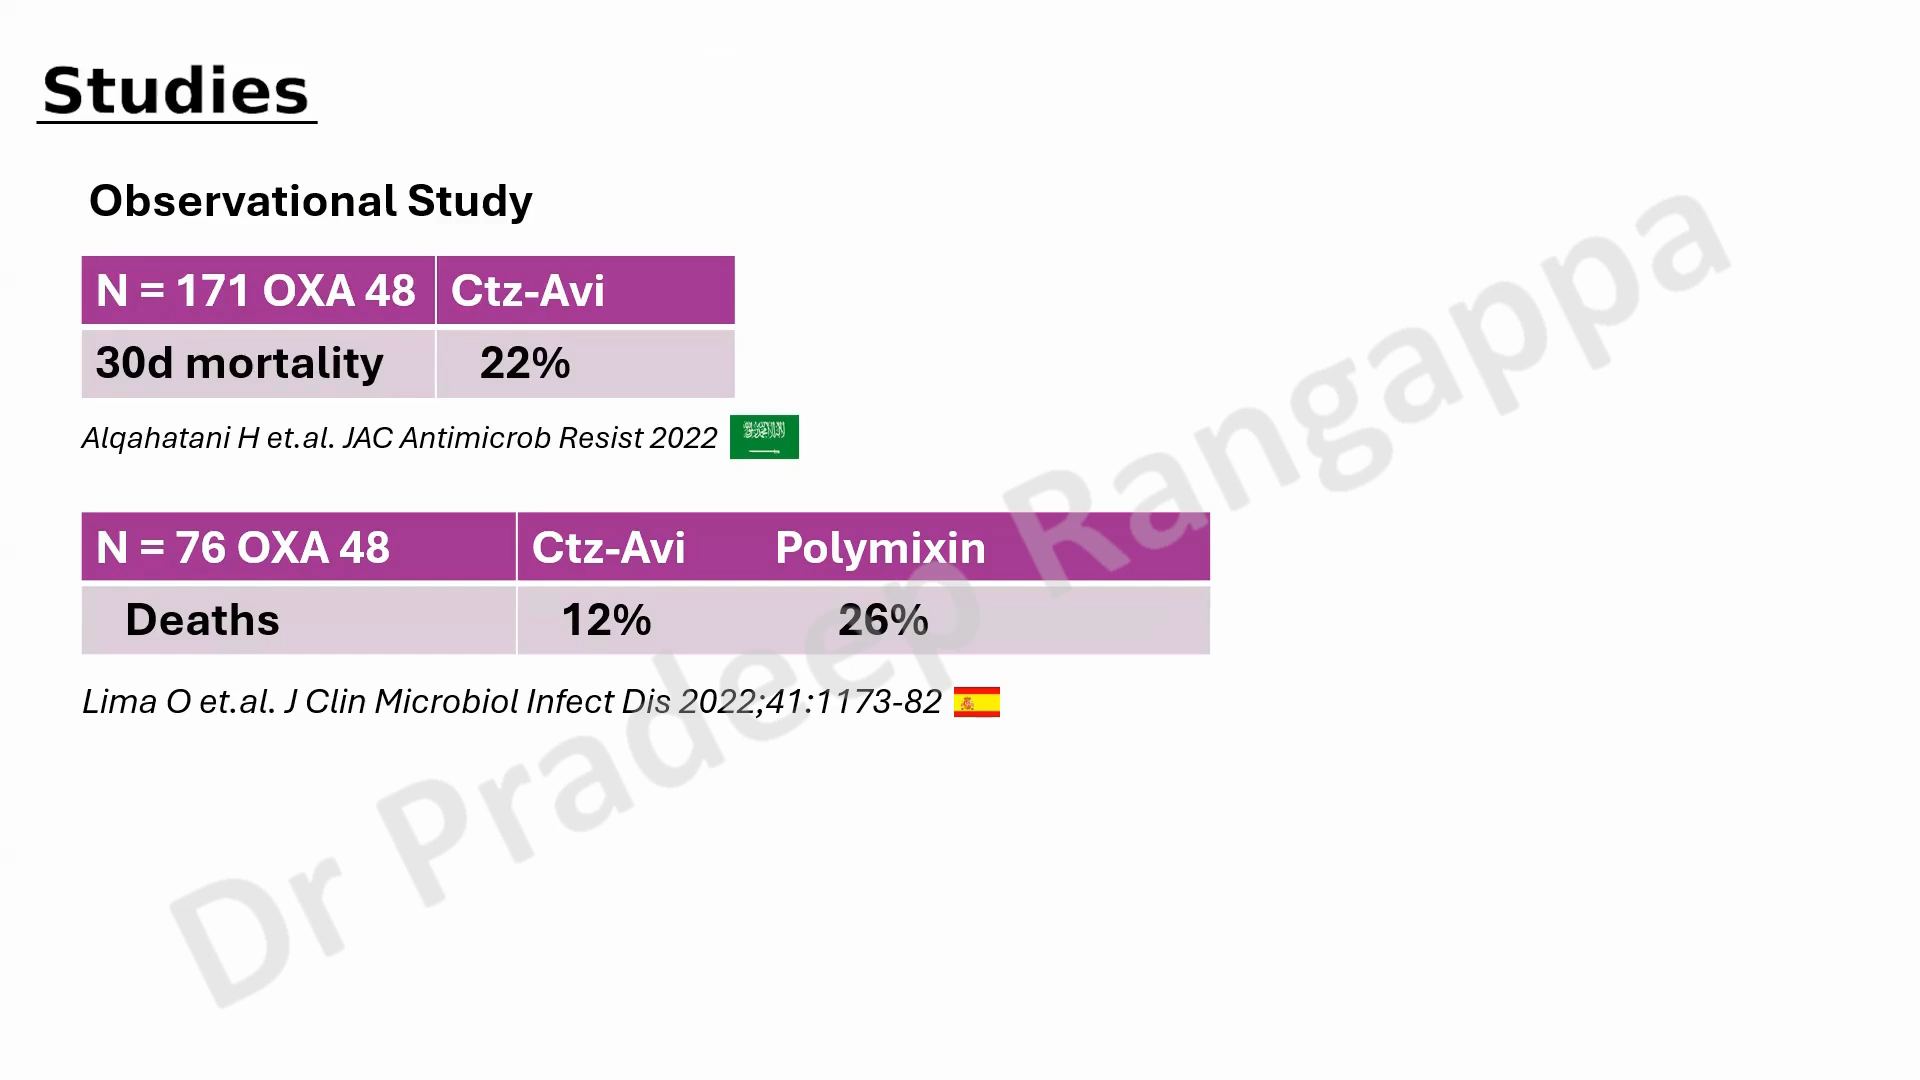 Studies
Observational Study
N = 171 OXA 48 Ctz-Avi
30d mortality 22%
Alqahatani H et.al. JAC Antimicrob Resist 2022
N = 76 OXA 48 Ctz-Avi Polymixin
Deaths 12% 26%
Lima O et.al. J Clin Microbiol Infect Dis 2022;41:1173-82
Dr Pradeep Rangappa